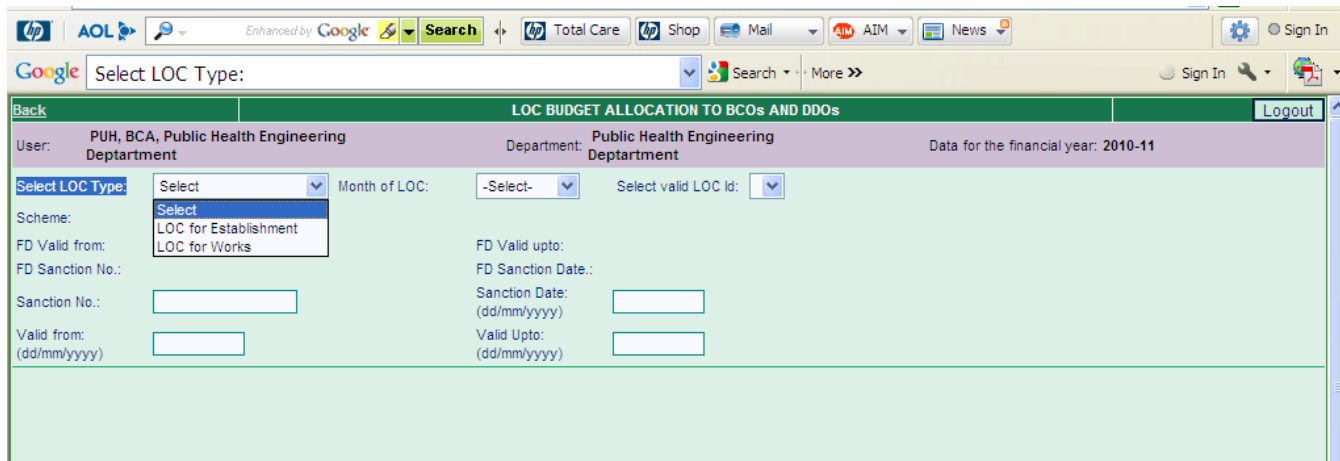 hp AOL Enhanced by Google Search hp Total Care hp Shop Mail AIM AIM News Sign In
Google Select LOC Type: Search More >> Sign In
Back LOC BUDGET ALLOCATION TO BCOs AND DDOs Logout
User: PUH, BCA, Public Health Engineering Deptartment Department: Public Health Engineering Deptartment Data for the financial year: 2010-11
Select LOC Type: Select Month of LOC: -Select- Select valid LOC Id:
Select
Scheme:
LOC for Establishment
FD Valid from: LOC for Works FD Valid upto:
FD Sanction No.: FD Sanction Date.:
Sanction No.: Sanction Date:
(dd/mm/yyyy)
Valid from: Valid Upto:
(dd/mm/yyyy) (dd/mm/yyyy)